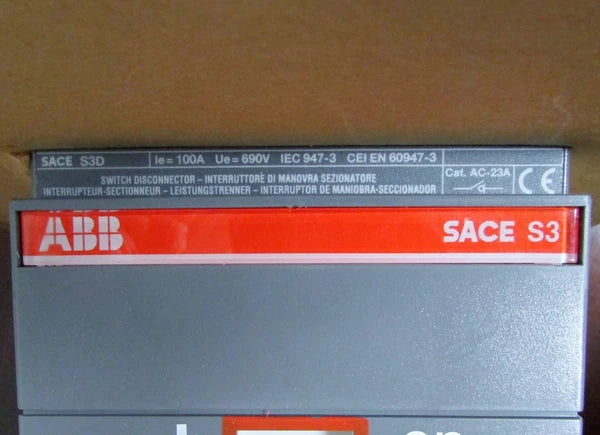 SACE S3D Ie = 100A Ue = 690V IEC 947-3 CEI EN 60947-3
SWITCH DISCONNECTOR – INTERRUTTORE DI MANOVRA SEZIONATORE
INTERRUPTEUR-SECTIONNEUR – LEISTUNGSTRENNER – INTERRUPTOR DE MANIOBRA-SECCIONADOR
Cat. AC-23A
CE
ABB SACE S3